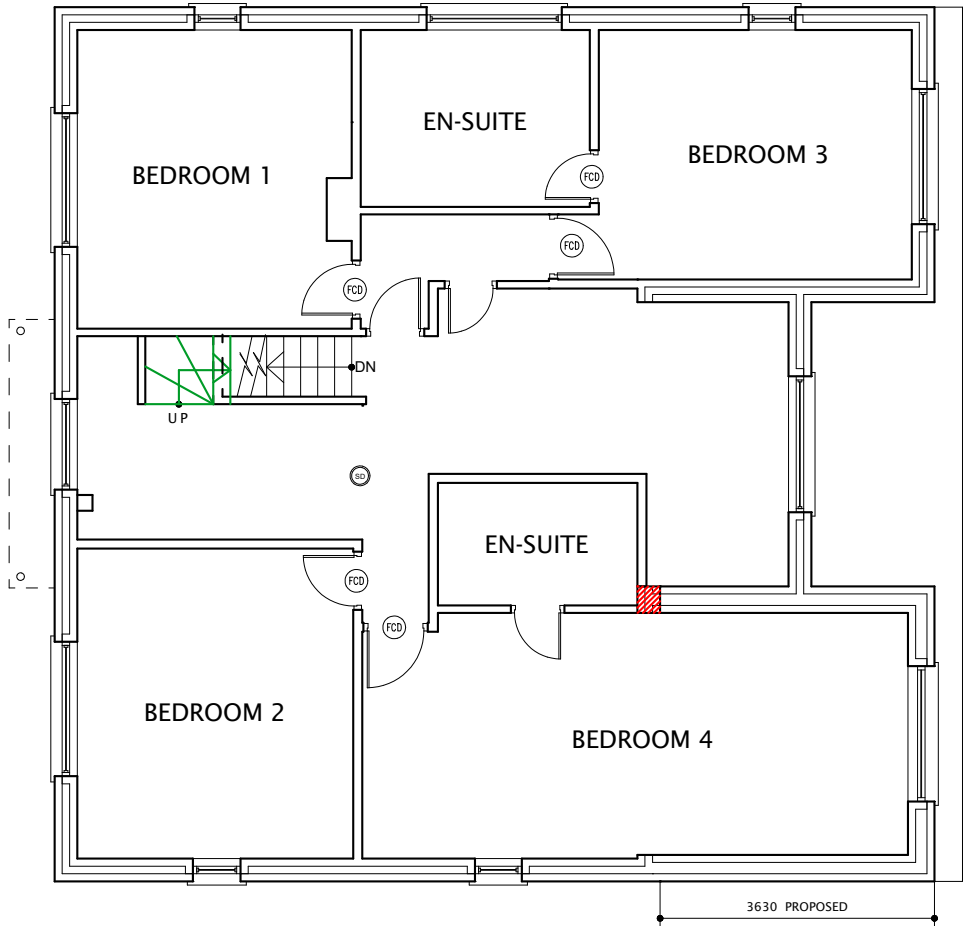 EN-SUITE
BEDROOM 3
BEDROOM 1
FCD
FCD
FCD
DN
UP
SD
EN-SUITE
FCD
FCD
BEDROOM 2
BEDROOM 4
3630 PROPOSED